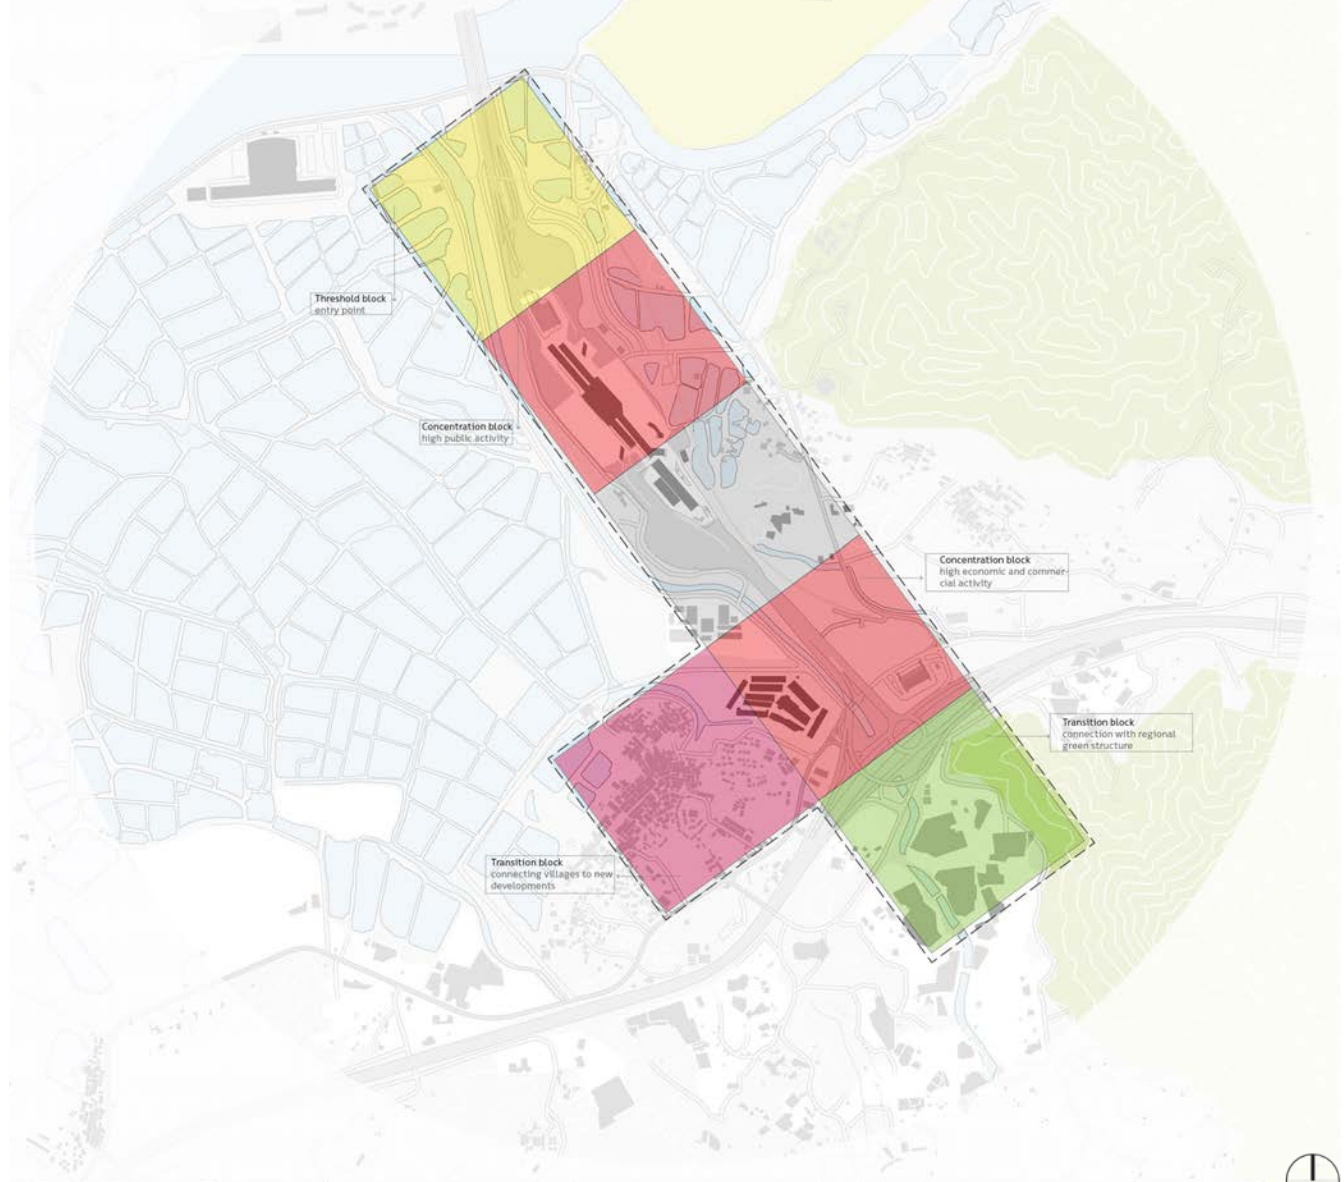 Threshold block
entry point
Concentration block
high public activity
Concentration block
high economic and commer-
cial activity
Transition block
connection with regional
green structure
Transition block
connecting villages to new
developments